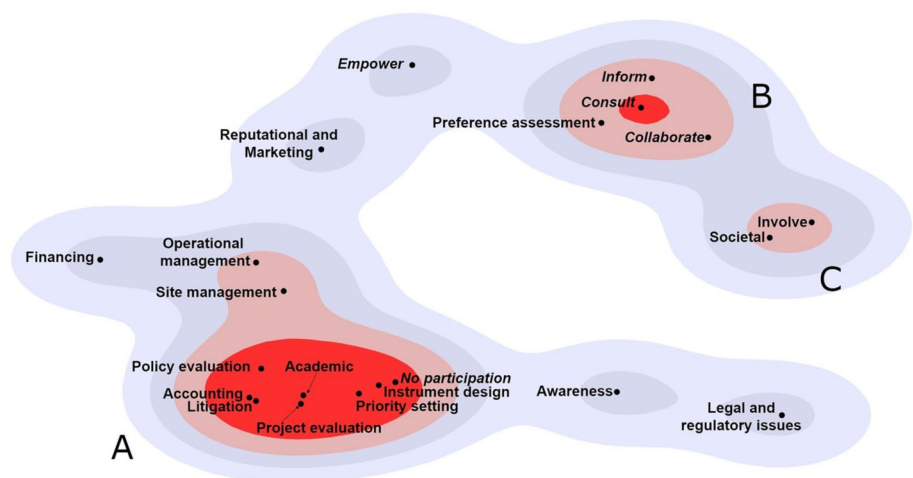 Empower
Inform
B
Consult
Preference assessment
Reputational and
Marketing
Collaborate
Involve
Societal
Operational
management
Financing
C
Site management
Policy evaluation
Academic
No participation
Accounting
Instrument design
Awareness
Litigation
Priority setting
Project evaluation
Legal and
regulatory issues
A